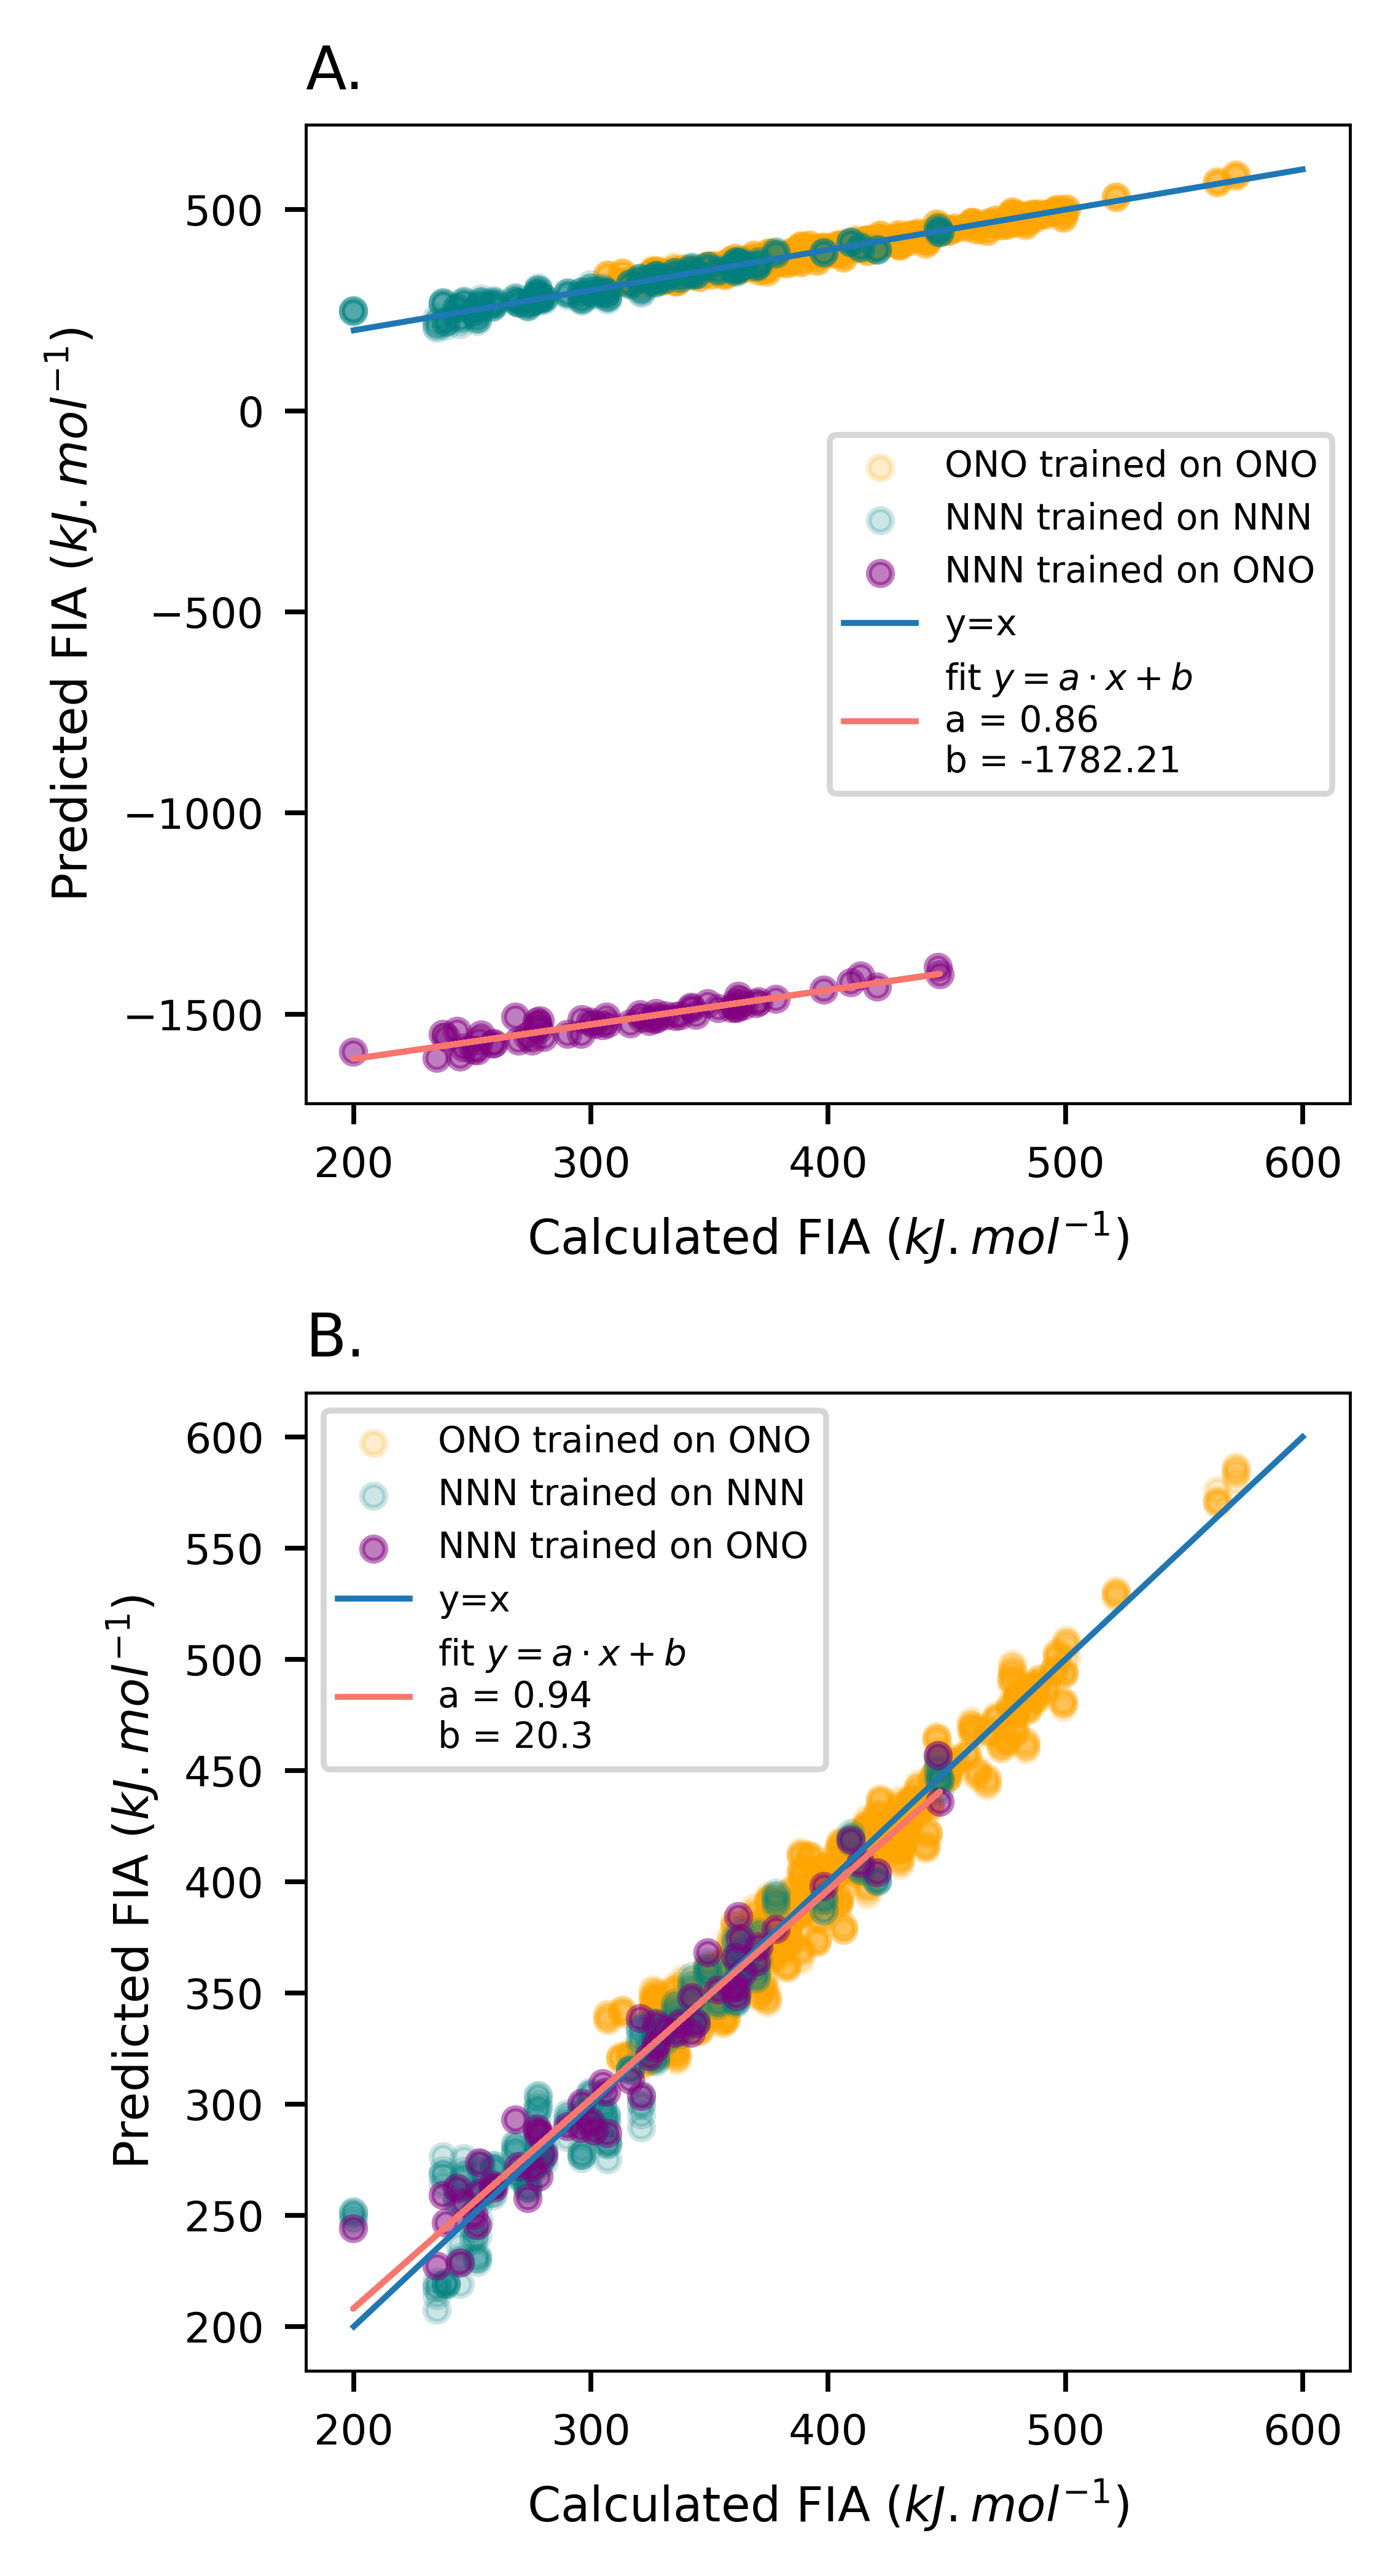 A.
Predicted FIA (kJ.mol⁻¹)
500
0
−500
−1000
−1500
ONO trained on ONO
NNN trained on NNN
NNN trained on ONO
y=x
fit y = a · x + b
a = 0.86
b = -1782.21
200 300 400 500 600
Calculated FIA (kJ.mol⁻¹)
B.
Predicted FIA (kJ.mol⁻¹)
600
550
500
450
400
350
300
250
200
ONO trained on ONO
NNN trained on NNN
NNN trained on ONO
y=x
fit y = a · x + b
a = 0.94
b = 20.3
200 300 400 500 600
Calculated FIA (kJ.mol⁻¹)